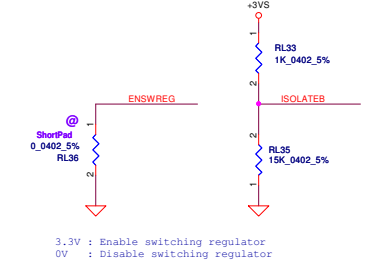 +3VS
1
RL33
1K_0402_5%
2
ENSWREG
ISOLATEB
@
1
ShortPad
0_0402_5%
RL36
2
2
RL35
15K_0402_5%
1
3.3V : Enable switching regulator
0V : Disable switching regulator